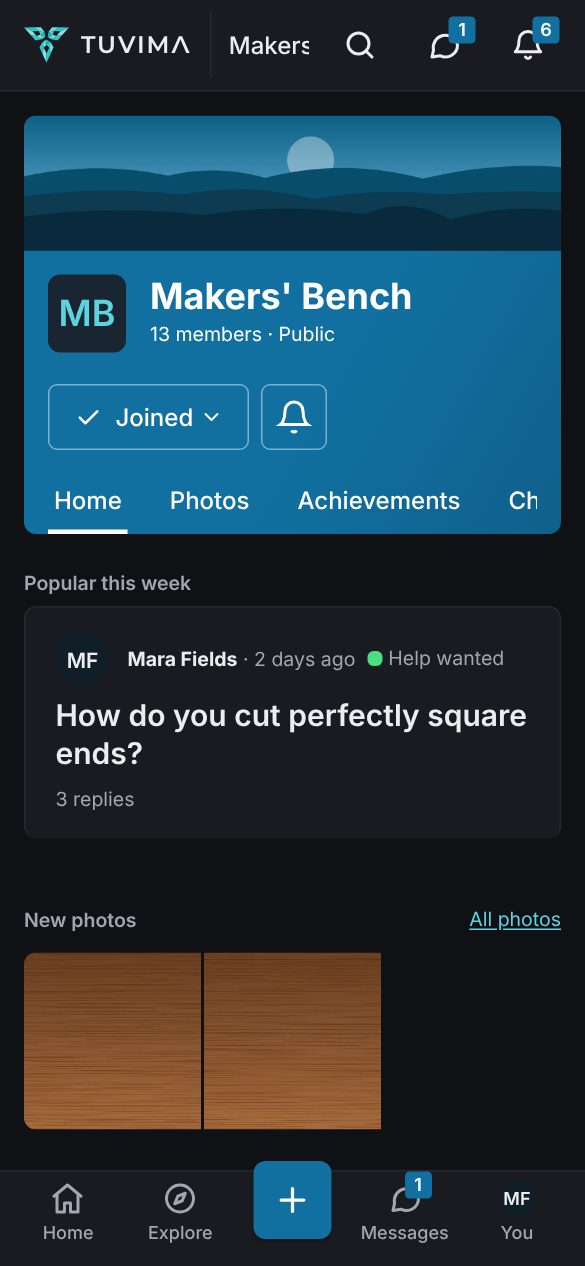 TUVIMA
Makers
1
6
MB
Makers' Bench
13 members · Public
Joined
Home
Photos
Achievements
Ch
Popular this week
MF
Mara Fields · 2 days ago
Help wanted
How do you cut perfectly square
ends?
3 replies
New photos
All photos
Home
Explore
1
Messages
MF
You